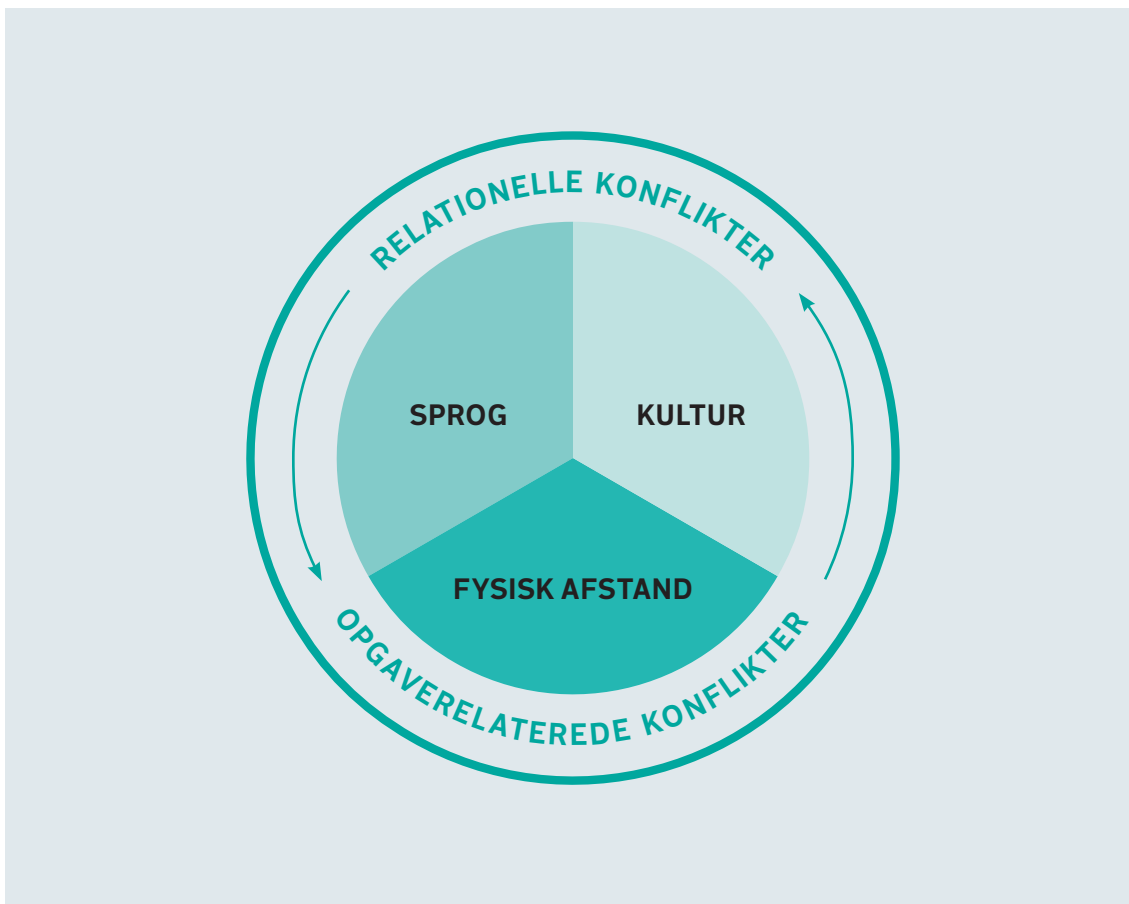 RELATIONELLE KONFLIKTER
SPROG
KULTUR
FYSISK AFSTAND
OPGAVERELATEREDE KONFLIKTER